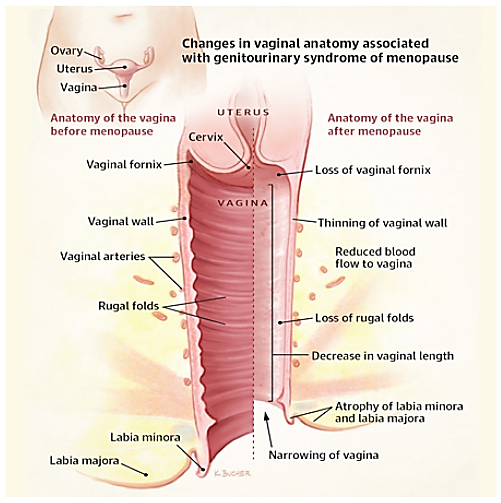 Changes in vaginal anatomy associated
with genitourinary syndrome of menopause
Ovary
Uterus
Vagina
Anatomy of the vagina
before menopause
UTERUS
Anatomy of the vagina
after menopause
Cervix
Vaginal fornix
Loss of vaginal fornix
VAGINA
Vaginal wall
Thinning of vaginal wall
Vaginal arteries
Reduced blood
flow to vagina
Rugal folds
Loss of rugal folds
Decrease in vaginal length
Atrophy of labia minora
and labia majora
Labia minora
Narrowing of vagina
Labia majora
K. BUCHER